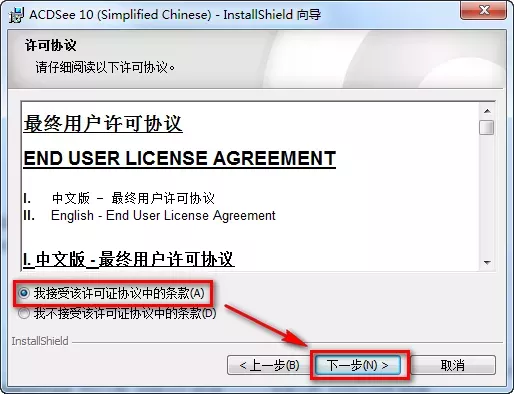 ACDSee 10 (Simplified Chinese) - InstallShield 向导
许可协议
请仔细阅读以下许可协议。
最终用户许可协议
END USER LICENSE AGREEMENT
I. 中文版 – 最终用户许可协议
II. English - End User License Agreement
I. 中文版 -最终用户许可协议
我接受该许可证协议中的条款(A)
我不接受该许可证协议中的条款(D)
InstallShield
< 上一步(B)
下一步(N) >
取消